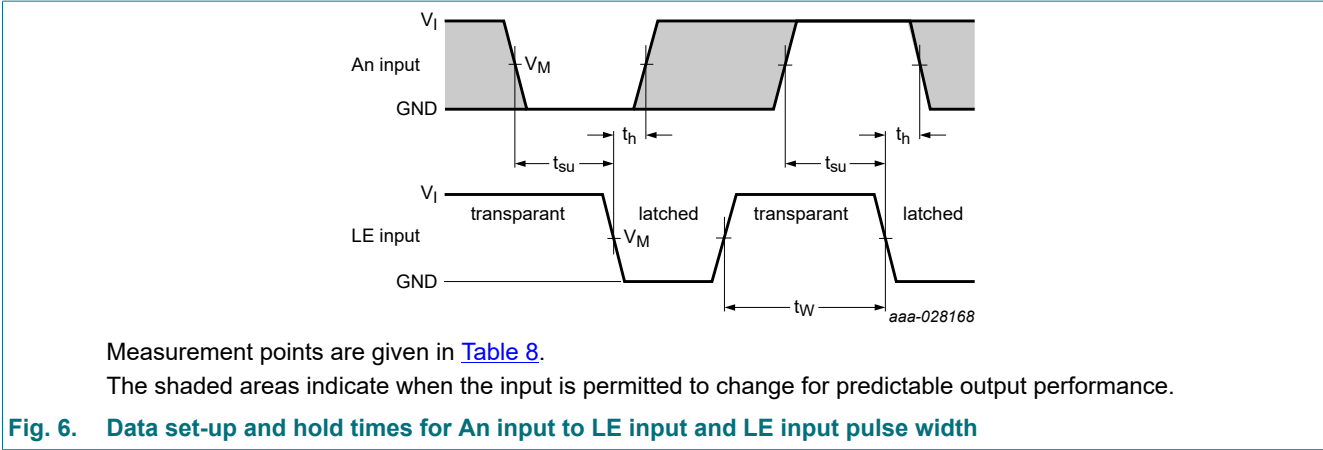 VI
An input
VM
GND
th
th
tsu
tsu
VI
transparant
latched
transparant
latched
LE input
VM
GND
tW
aaa-028168
Measurement points are given in Table 8.
The shaded areas indicate when the input is permitted to change for predictable output performance.
Fig. 6. Data set-up and hold times for An input to LE input and LE input pulse width